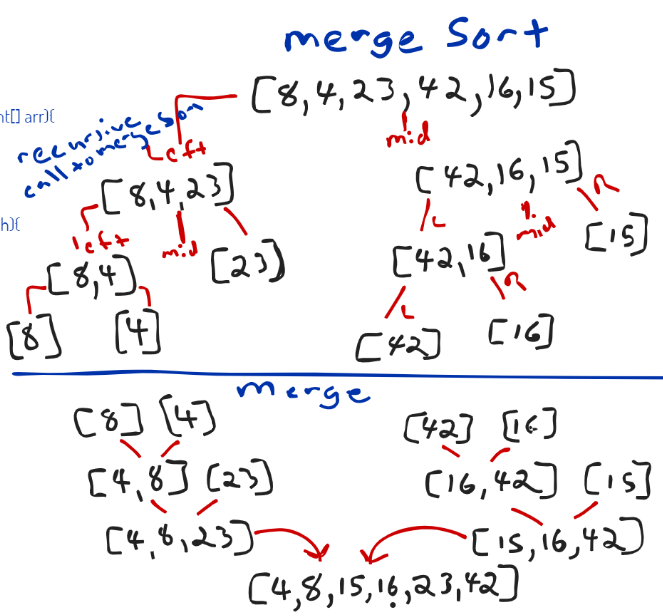 merge Sort
[8,4,23,42,16,15]
nt[] arr){
recursive
call to mergeSort
Left
mid
[8,4,23]
[42,16,15]
h){
left
mid
L
mid
R
[8,4]
[23]
[42,16]
[15]
L
R
[8]
[4]
[42]
[16]
merge
[8] [4]
[42] [16]
[4,8] [23]
[16,42] [15]
[4,8,23]
[15,16,42]
[4,8,15,16,23,42]